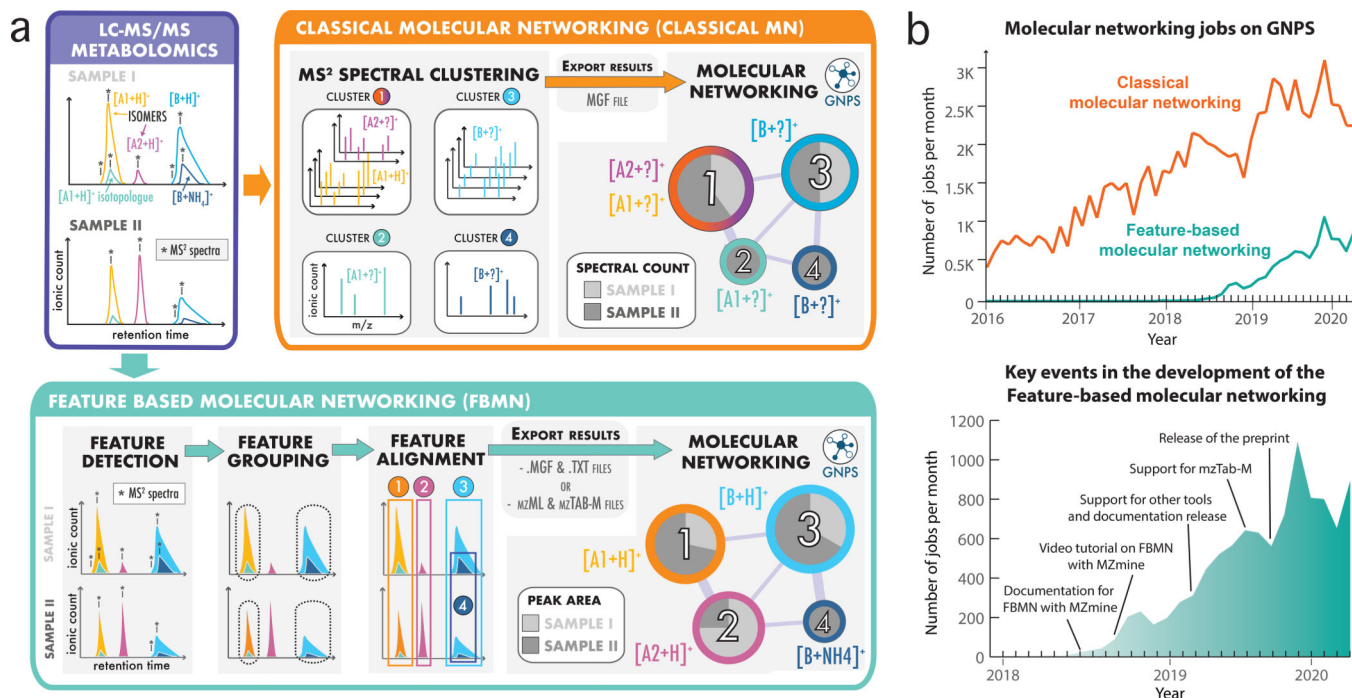 a
LC-MS/MS
METABOLOMICS
SAMPLE I
[A1+H]⁺
[B+H]⁺
ISOMERS
[A2+H]⁺
[A1+H]⁺ isotopologue
[B+NH₄]⁺
SAMPLE II
* MS² spectra
ionic count
retention time
CLASSICAL MOLECULAR NETWORKING (CLASSICAL MN)
MS² SPECTRAL CLUSTERING
CLUSTER 1
[A2+?]⁺
[A1+H]⁺
CLUSTER 3
[B+?]⁺
CLUSTER 2
[A1+?]⁺
ionic count
m/z
CLUSTER 4
[B+?]⁺
EXPORT RESULTS
MGF FILE
MOLECULAR
NETWORKING
GNPS
[B+?]⁺
[A2+?]⁺
[A1+?]⁺
1
3
2
4
[A1+?]⁺
[B+?]⁺
SPECTRAL COUNT
SAMPLE I
SAMPLE II
FEATURE BASED MOLECULAR NETWORKING (FBMN)
FEATURE
DETECTION
* MS² spectra
SAMPLE I
ionic count
SAMPLE II
ionic count
retention time
FEATURE
GROUPING
FEATURE
ALIGNMENT
1 2 3
4
EXPORT RESULTS
- .MGF & .TXT FILES
OR
- MZML & MZTAB-M FILES
MOLECULAR
NETWORKING
GNPS
[B+H]⁺
[A1+H]⁺
1
3
2
4
[A2+H]⁺
[B+NH4]⁺
PEAK AREA
SAMPLE I
SAMPLE II
b
Molecular networking jobs on GNPS
Number of jobs per month
3K
2.5K
2K
1.5K
1K
0.5K
0
Classical
molecular networking
Feature-based
molecular networking
2016 2017 2018 2019 2020
Year
Key events in the development of the
Feature-based molecular networking
Number of jobs per month
1200
1000
800
600
400
200
0
Release of the preprint
Support for mzTab-M
Support for other tools
and documentation release
Video tutorial on FBMN
with MZmine
Documentation for
FBMN with MZmine
2018 2019 2020
Year